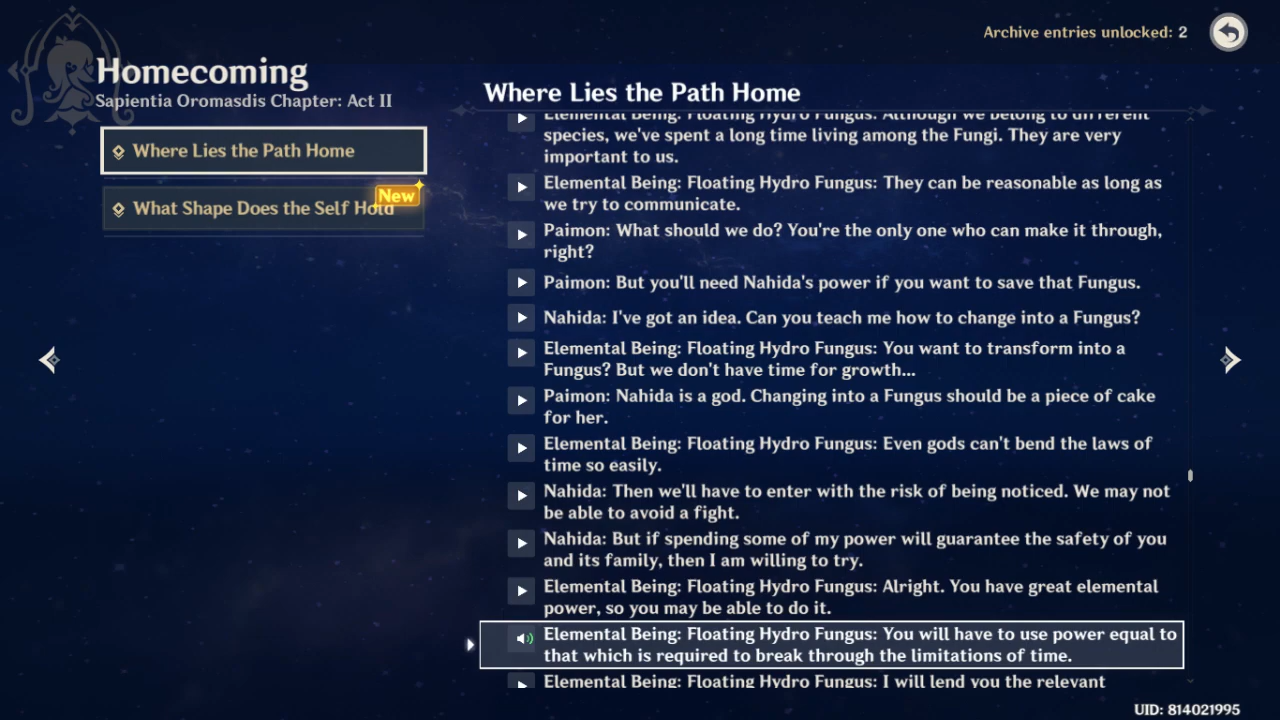 Archive entries unlocked: 2
Homecoming
Sapientia Oromasdis Chapter: Act II
Where Lies the Path Home
What Shape Does the Self Hold
New
Where Lies the Path Home
Elemental Being: Floating Hydro Fungus: Although we belong to different
species, we've spent a long time living among the Fungi. They are very
important to us.
Elemental Being: Floating Hydro Fungus: They can be reasonable as long as
we try to communicate.
Paimon: What should we do? You're the only one who can make it through,
right?
Paimon: But you'll need Nahida's power if you want to save that Fungus.
Nahida: I've got an idea. Can you teach me how to change into a Fungus?
Elemental Being: Floating Hydro Fungus: You want to transform into a
Fungus? But we don't have time for growth...
Paimon: Nahida is a god. Changing into a Fungus should be a piece of cake
for her.
Elemental Being: Floating Hydro Fungus: Even gods can't bend the laws of
time so easily.
Nahida: Then we'll have to enter with the risk of being noticed. We may not
be able to avoid a fight.
Nahida: But if spending some of my power will guarantee the safety of you
and its family, then I am willing to try.
Elemental Being: Floating Hydro Fungus: Alright. You have great elemental
power, so you may be able to do it.
Elemental Being: Floating Hydro Fungus: You will have to use power equal to
that which is required to break through the limitations of time.
Elemental Being: Floating Hydro Fungus: I will lend you the relevant
UID: 814021995